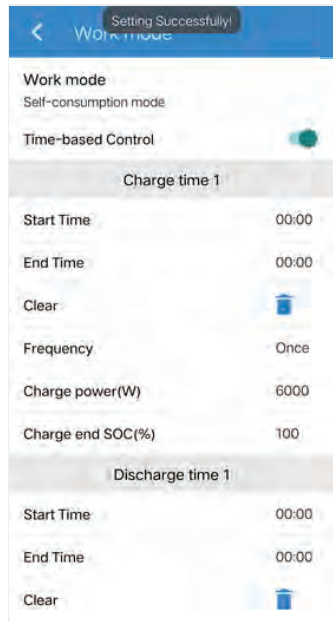 Setting Successfully!
Work mode
Work mode
Self-consumption mode
Time-based Control
Charge time 1
Start Time 00:00
End Time 00:00
Clear
Frequency Once
Charge power(W) 6000
Charge end SOC(%) 100
Discharge time 1
Start Time 00:00
End Time 00:00
Clear